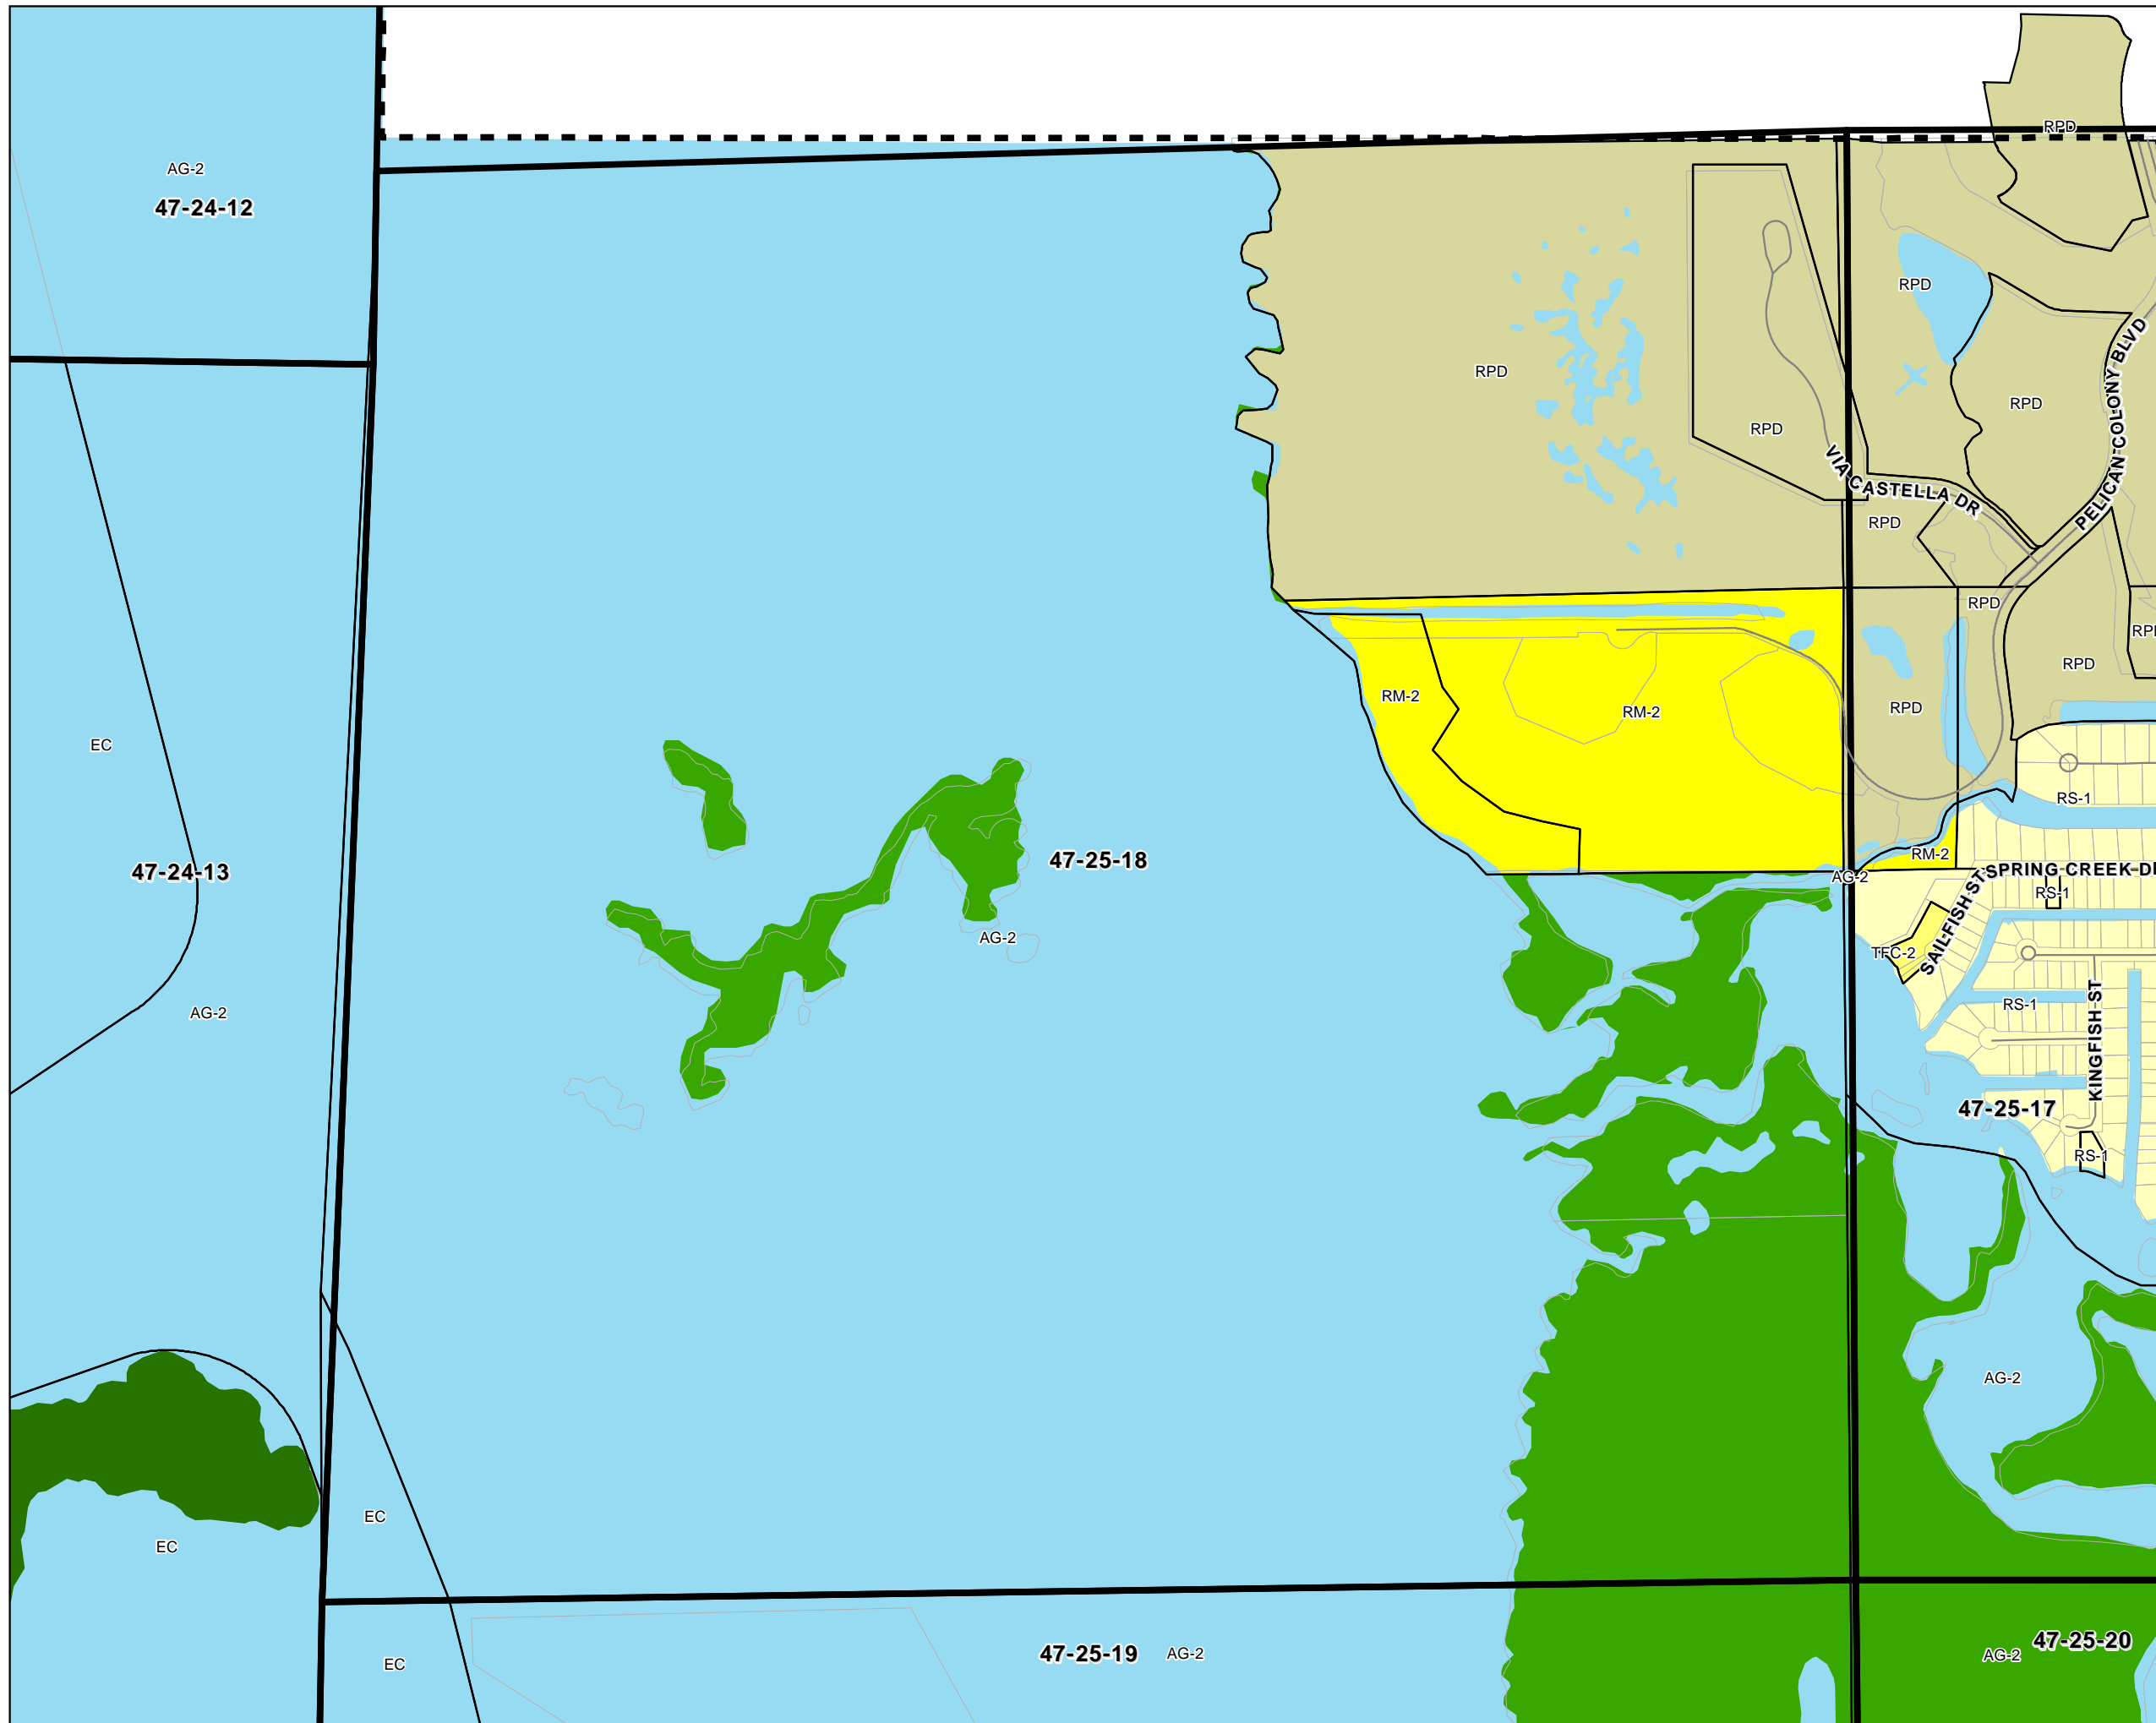 RPD
AG-2
47-24-12
RPD
PELICAN COLONY BLVD
RPD
RPD
RPD
VIA CASTELLA DR
RPD
RPD
RPD
RM-2
RM-2
RPD
EC
RS-1
RM-2
47-25-18
SPRING CREEK
47-24-13
AG-2
RS-1
SAILFISH ST
AG-2
TFC-2
RS-1
AG-2
KINGFISH ST
47-25-17
RS-1
AG-2
EC
EC
47-25-20
47-25-19
AG-2
AG-2
EC